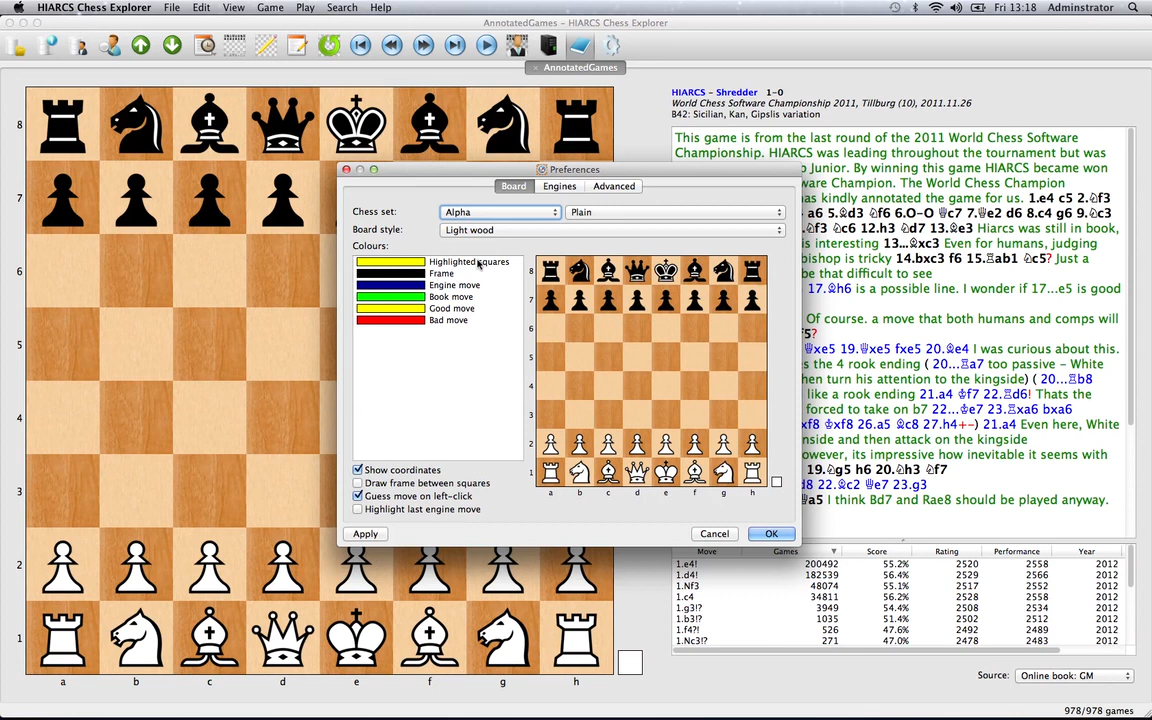 HIARCS Chess Explorer File Edit View Game Play Search Help Fri 13:18 Adminstrator
AnnotatedGames – HIARCS Chess Explorer
AnnotatedGames
HIARCS – Shredder 1-0
World Chess Software Championship 2011, Tillburg (10), 2011.11.26
B42: Sicilian, Kan, Gipslis variation
This game is from the last round of the 2011 World Chess Software
Championship. HIARCS was leading throughout the tournament but was
b Junior. By winning this game HIARCS became won
ware Champion. The World Chess Champion
has kindly annotated the game for us. 1.e4 c5 2.♘f3
a6 5.♗d3 ♘f6 6.O-O ♕c7 7.♕e2 d6 8.c4 g6 9.♘c3
.♘f3 ♘c6 12.h3 ♘d7 13.♗e3 Hiarcs was still in book,
is interesting 13...♗xc3 Even for humans, judging
bishop is tricky 14.bxc3 f6 15.♖ab1 ♘c5? Just a
be that difficult to see
17.♗h6 is a possible line. I wonder if 17...e5 is good
Of course. a move that both humans and comps will
f5?
♕xe5 19.♕xe5 fxe5 20.♗e4 I was curious about this.
s the 4 rook ending ( 20...♖a7 too passive – White
hen turn his attention to the kingside) ( 20...♖b8
like a rook ending 21.a4 ♔f7 22.♖d6! Thats the
forced to take on b7 22...♔e7 23.♖xa6 bxa6
xf8 ♔xf8 26.a5 ♗c8 27.h4+–) 21.a4 Even here, White
nside and then attack on the kingside
owever, its impressive how inevitable it seems with
19.♘g5 h6 20.♘h3 ♘f7
d8 22.♗c2 ♕e7 23.g3
♕a5 I think Bd7 and Rae8 should be played anyway.
Preferences
Board Engines Advanced
Chess set: Alpha Plain
Board style: Light wood
Colours:
Highlighted squares
Frame
Engine move
Book move
Good move
Bad move
8
7
6
5
4
3
2
1
a b c d e f g h
Show coordinates
Draw frame between squares
Guess move on left-click
Highlight last engine move
Apply Cancel OK
8
7
5
4
3
2
1
a b c d e f g h
Move Games Score Rating Performance Year
1.e4! 200492 55.2% 2520 2558 2012
1.d4! 182539 56.4% 2529 2566 2012
1.Nf3 48074 55.1% 2517 2552 2012
1.c4 34811 56.2% 2528 2558 2012
1.g3!? 3949 54.4% 2508 2534 2012
1.b3!? 1035 51.4% 2502 2512 2012
1.f4?! 526 47.6% 2492 2489 2012
1.Nc3!? 271 47.0% 2478 2483 2012
Source: Online book: GM
978/978 games